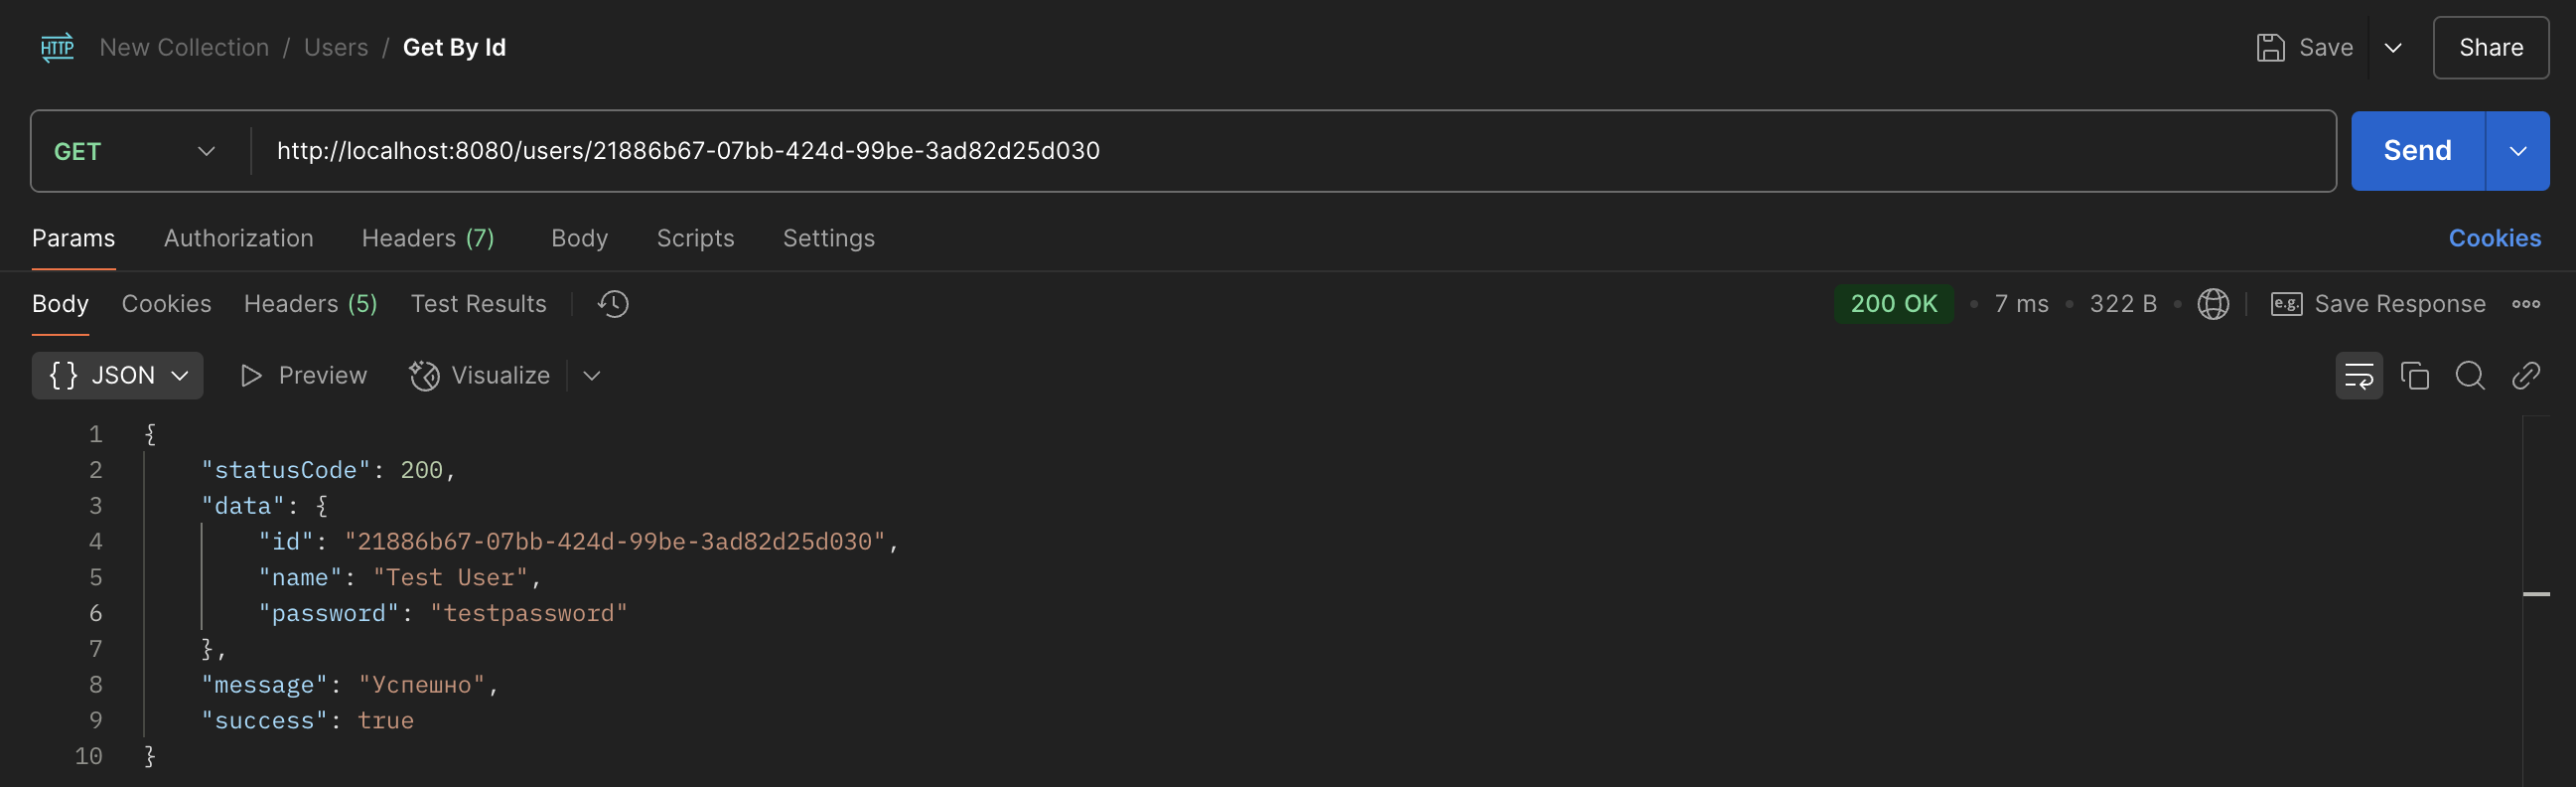 HTTP New Collection / Users / Get By Id Save Share
GET http://localhost:8080/users/21886b67-07bb-424d-99be-3ad82d25d030 Send
Params Authorization Headers (7) Body Scripts Settings Cookies
Body Cookies Headers (5) Test Results 200 OK • 7 ms • 322 B • e.g. Save Response
{} JSON Preview Visualize
1 {
2 "statusCode": 200,
3 "data": {
4 "id": "21886b67-07bb-424d-99be-3ad82d25d030",
5 "name": "Test User",
6 "password": "testpassword"
7 },
8 "message": "Успешно",
9 "success": true
10 }